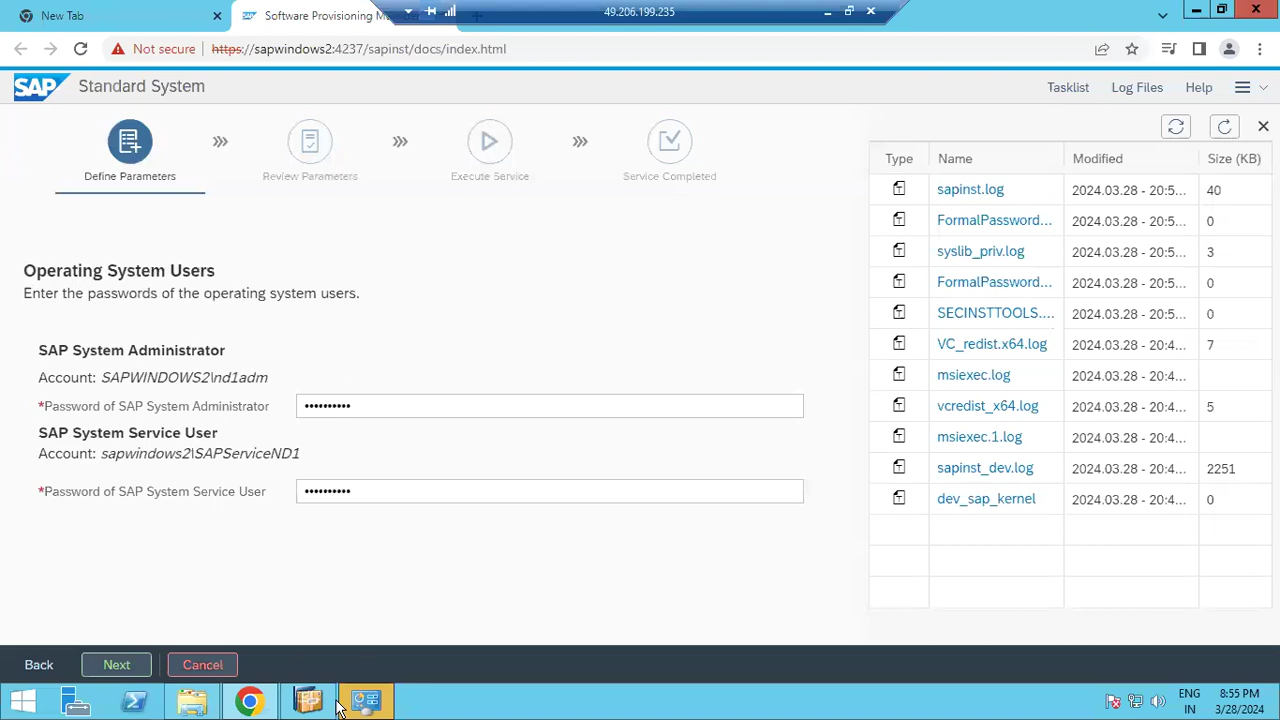 New Tab
Software Provisioning M
49.206.199.235
Not secure
https://sapwindows2:4237/sapinst/docs/index.html
SAP
Standard System
Tasklist
Log Files
Help
Define Parameters
Review Parameters
Execute Service
Service Completed
Type Name Modified Size (KB)
sapinst.log 2024.03.28 - 20:5... 40
FormalPassword... 2024.03.28 - 20:5... 0
syslib_priv.log 2024.03.28 - 20:5... 3
FormalPassword... 2024.03.28 - 20:5... 0
SECINSTTOOLS.... 2024.03.28 - 20:5... 0
VC_redist.x64.log 2024.03.28 - 20:4... 7
msiexec.log 2024.03.28 - 20:4...
vcredist_x64.log 2024.03.28 - 20:4... 5
msiexec.1.log 2024.03.28 - 20:4...
sapinst_dev.log 2024.03.28 - 20:4... 2251
dev_sap_kernel 2024.03.28 - 20:4... 0
Operating System Users
Enter the passwords of the operating system users.
SAP System Administrator
Account: SAPWINDOWS2\nd1adm
*Password of SAP System Administrator ••••••••••
SAP System Service User
Account: sapwindows2\SAPServiceND1
*Password of SAP System Service User ••••••••••
Back
Next
Cancel
ENG
IN
8:55 PM
3/28/2024